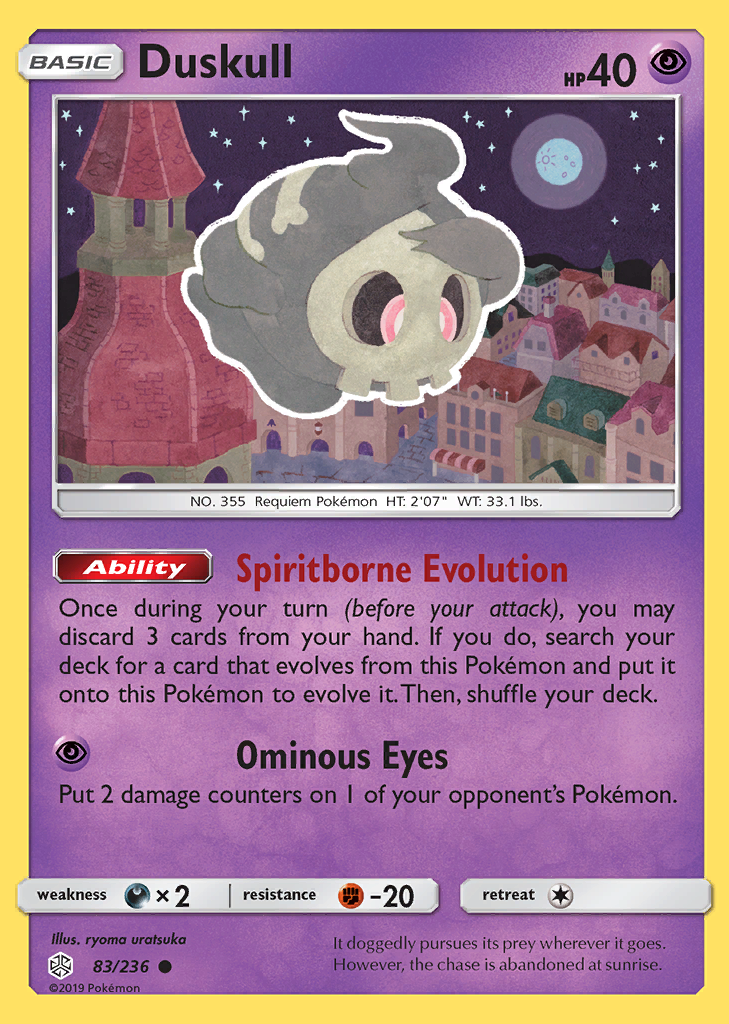 BASIC Duskull HP40
NO. 355 Requiem Pokémon HT: 2'07" WT: 33.1 lbs.
Ability Spiritborne Evolution
Once during your turn (before your attack), you may
discard 3 cards from your hand. If you do, search your
deck for a card that evolves from this Pokémon and put it
onto this Pokémon to evolve it. Then, shuffle your deck.
Ominous Eyes
Put 2 damage counters on 1 of your opponent's Pokémon.
weakness ×2 resistance -20 retreat
Illus. ryoma uratsuka
83/236
©2019 Pokémon
It doggedly pursues its prey wherever it goes.
However, the chase is abandoned at sunrise.